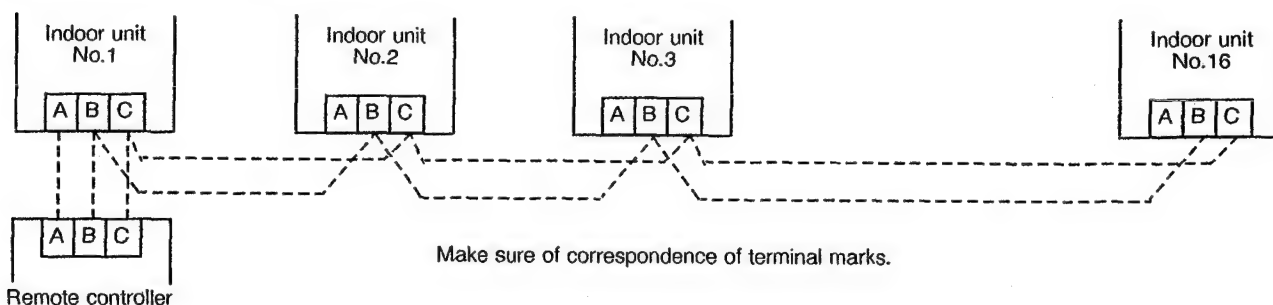 Indoor unit
No.1
A B C
Indoor unit
No.2
A B C
Indoor unit
No.3
A B C
Indoor unit
No.16
A B C
A B C
Remote controller
Make sure of correspondence of terminal marks.